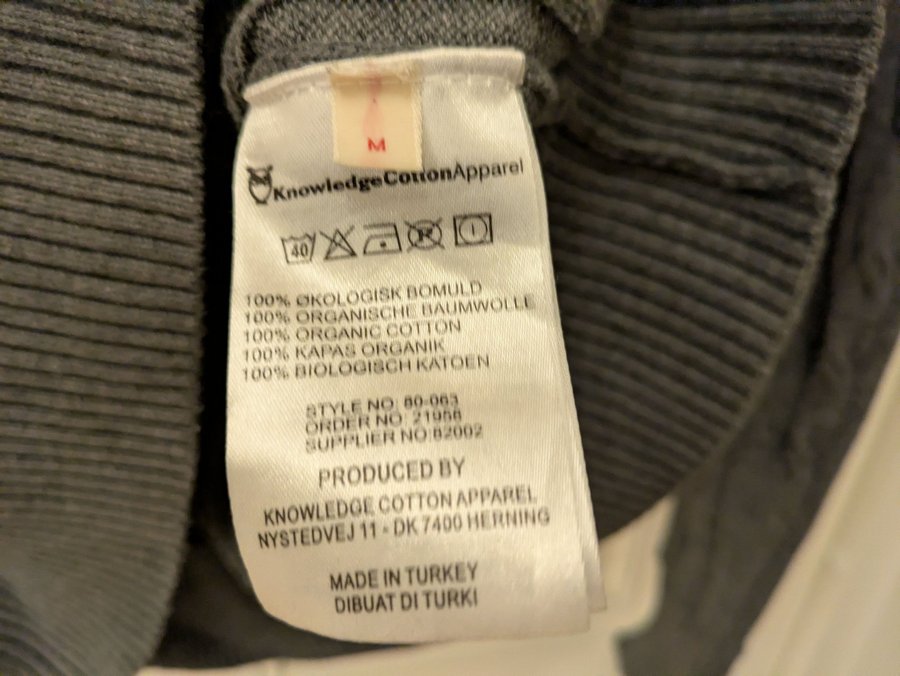 M
KnowledgeCottonApparel
40
100% ØKOLOGISK BOMULD
100% ORGANISCHE BAUMWOLLE
100% ORGANIC COTTON
100% KAPAS ORGANIK
100% BIOLOGISCH KATOEN
STYLE NO: 80-063
ORDER NO: 21958
SUPPLIER NO:82002
PRODUCED BY
KNOWLEDGE COTTON APPAREL
NYSTEDVEJ 11 - DK 7400 HERNING
MADE IN TURKEY
DIBUAT DI TURKI